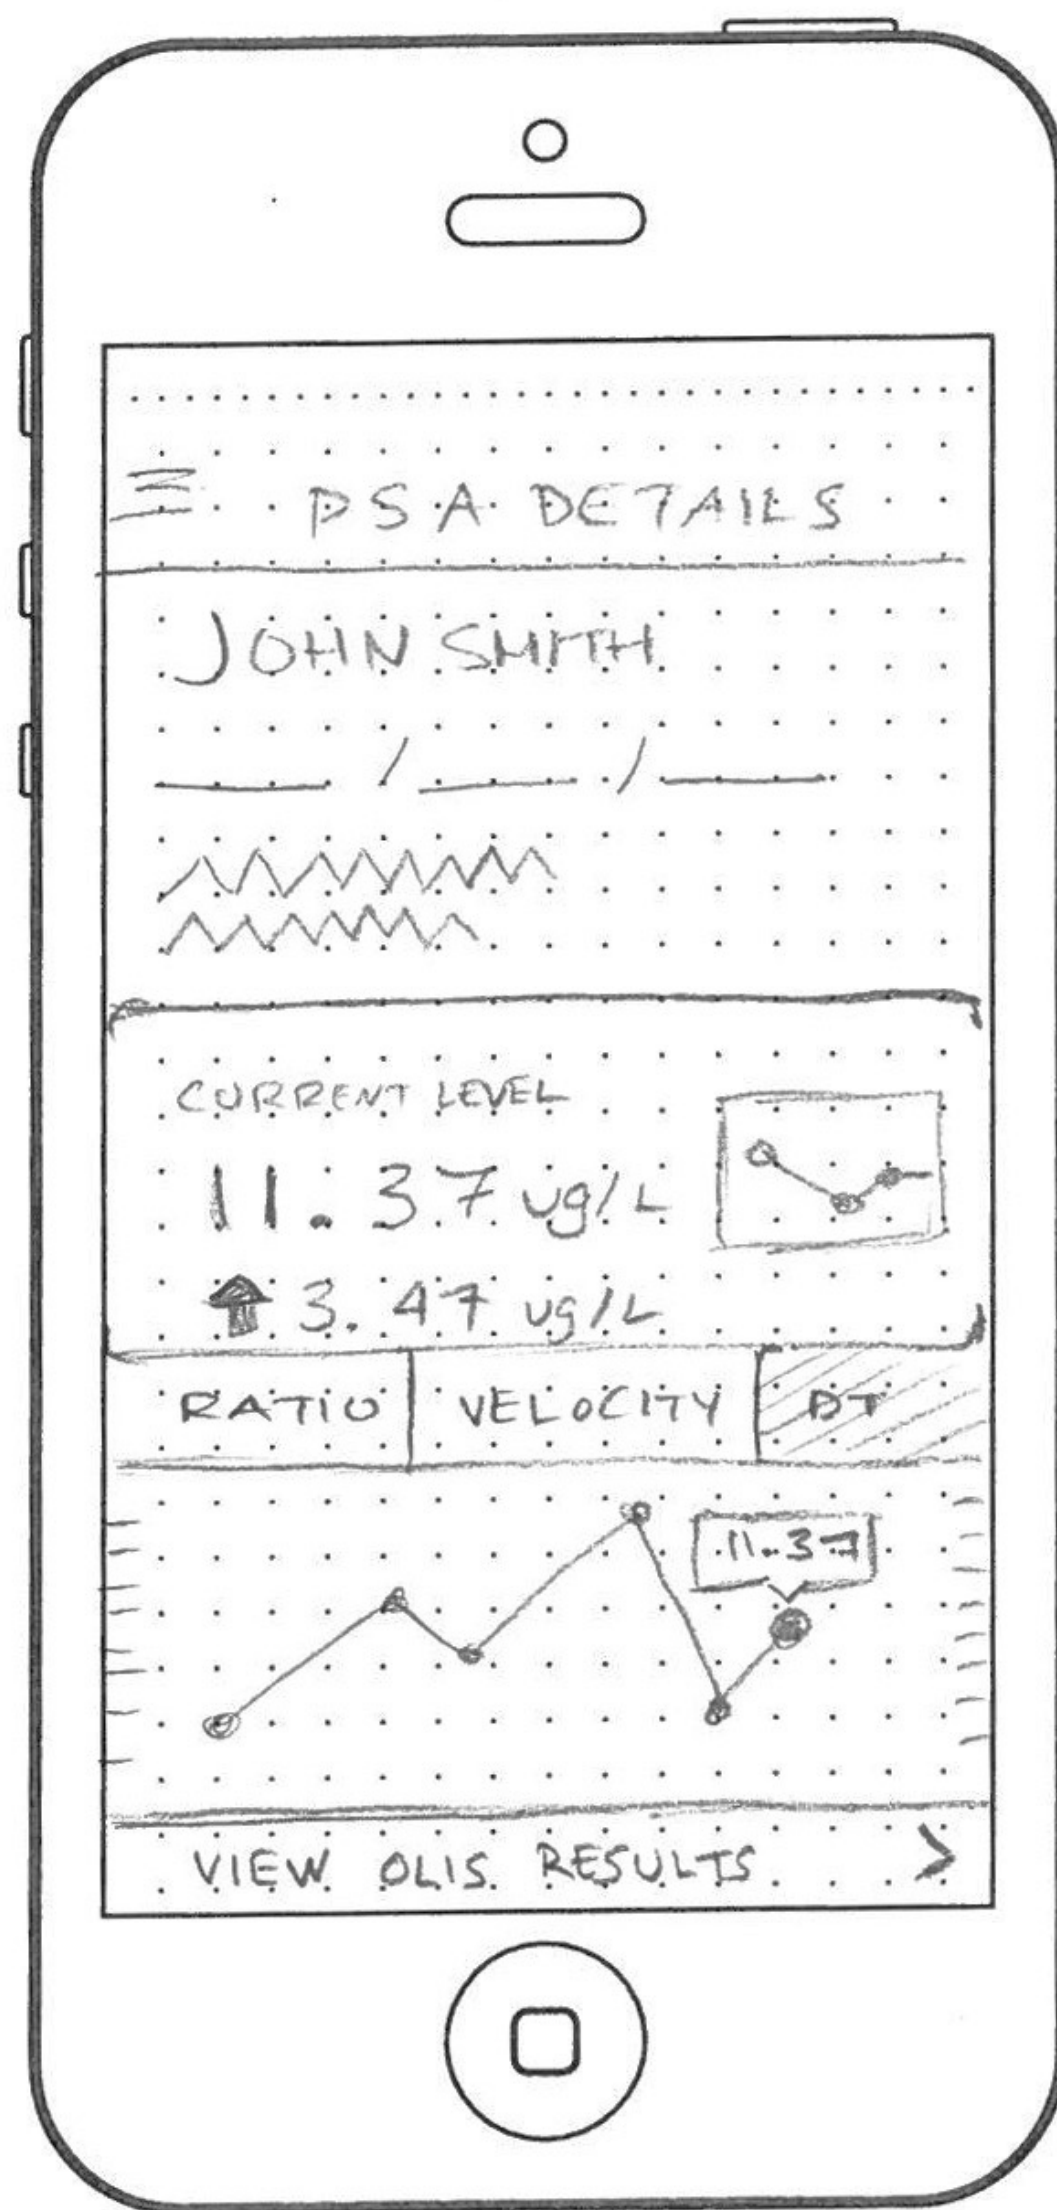 PSA DETAILS
JOHN SMITH
/ /
CURRENT LEVEL
11.37 ug/L
↑ 3.47 ug/L
RATIO VELOCITY DT
11.37
VIEW OLIS RESULTS >